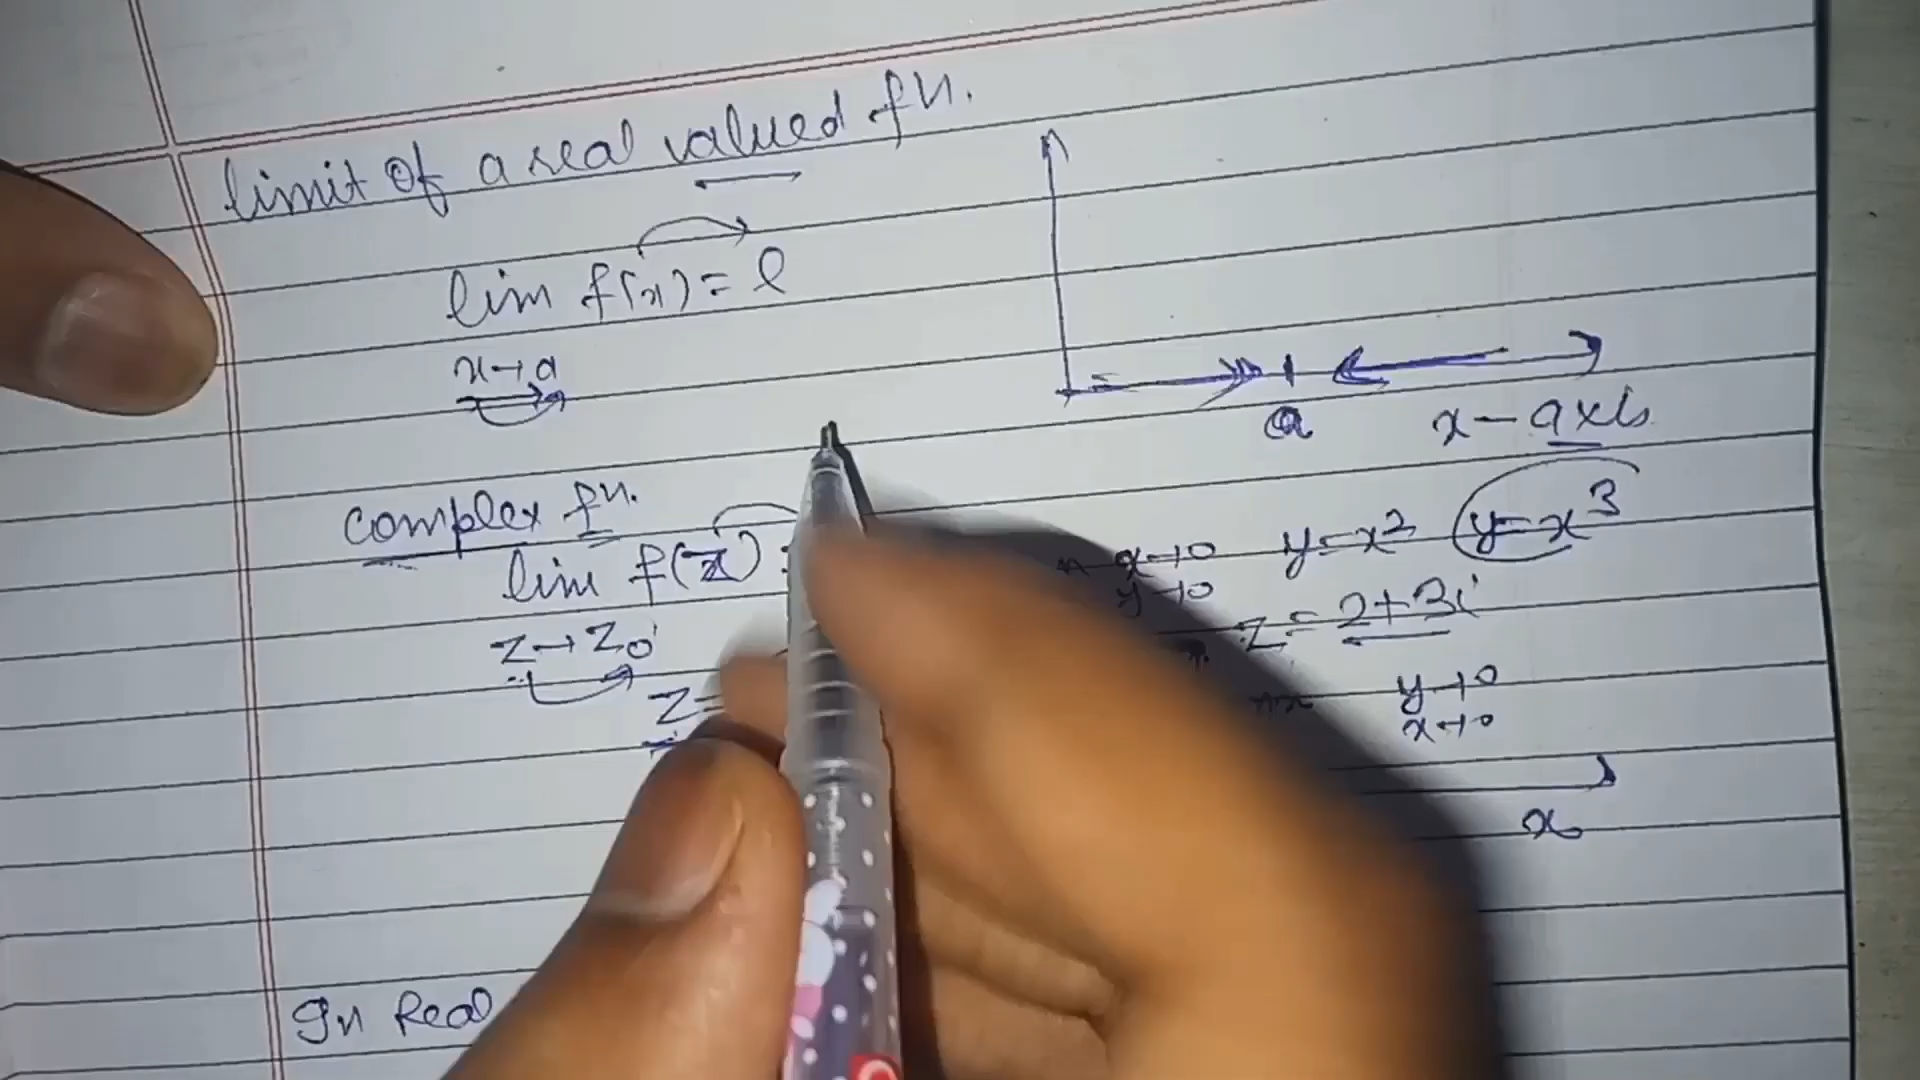 limit of a real valued fn.
lim f(x) = l
x→a
a
x-axis
complex fn.
lim f(z)
z→z0
z=
x→0 y=x2 y=x3
y→0
z = 2+3i
y→0
x→0
x
In Real